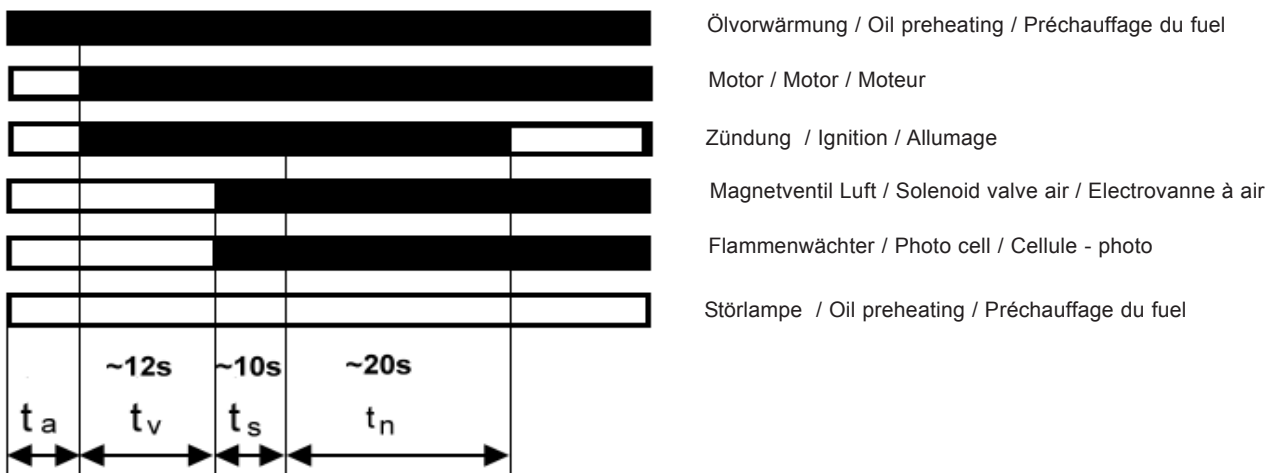 Ölvorwärmung / Oil preheating / Préchauffage du fuel
Motor / Motor / Moteur
Zündung / Ignition / Allumage
Magnetventil Luft / Solenoid valve air / Electrovanne à air
Flammenwächter / Photo cell / Cellule - photo
Störlampe / Oil preheating / Préchauffage du fuel
~12s ~10s ~20s
ta tv ts tn